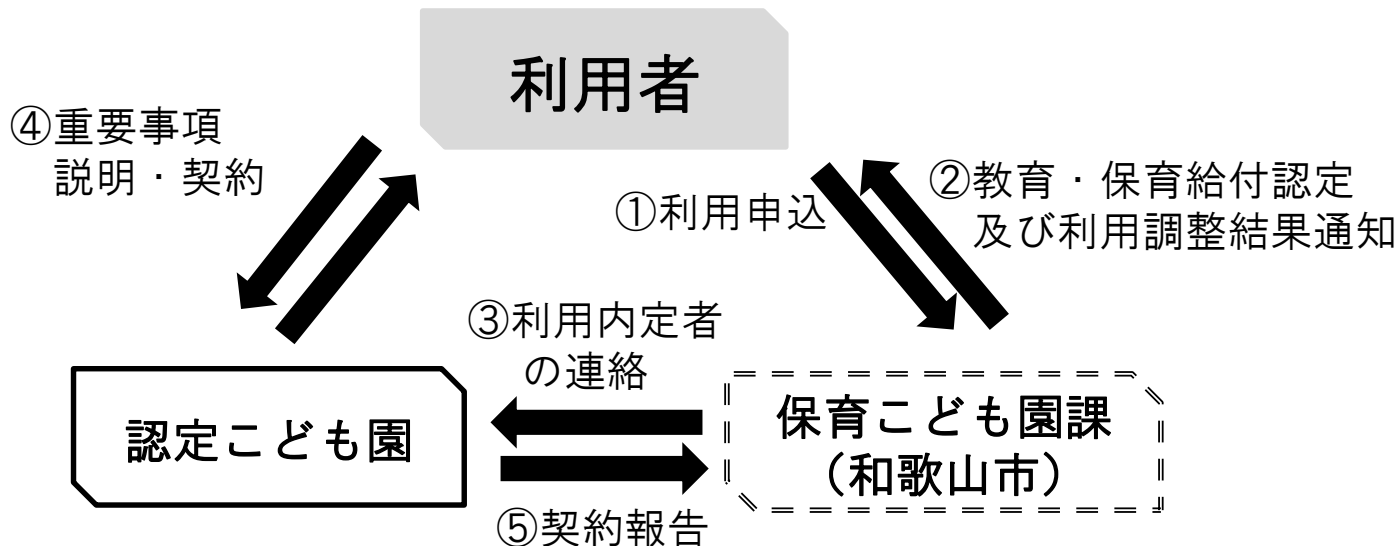 利用者
④重要事項
説明・契約
①利用申込
②教育・保育給付認定
及び利用調整結果通知
③利用内定者
の連絡
認定こども園
保育こども園課
（和歌山市）
⑤契約報告